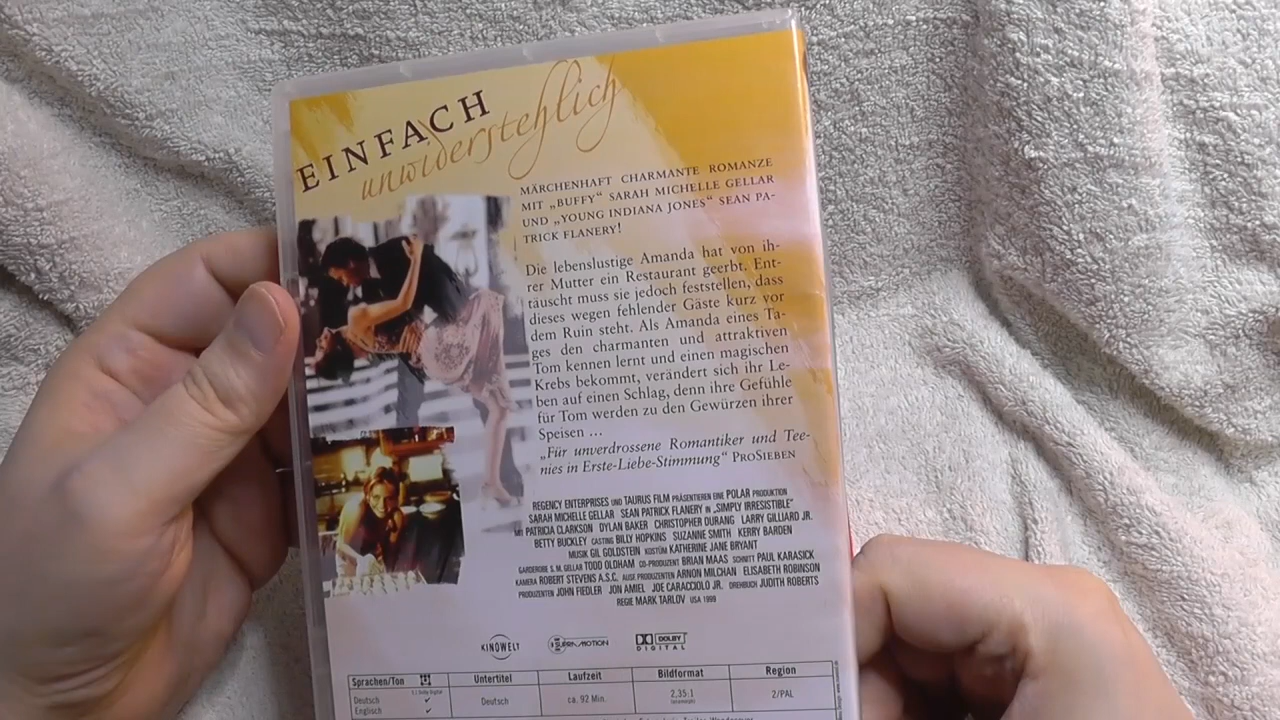 EINFACH
unwiderstehlich
MÄRCHENHAFT CHARMANTE ROMANZE
MIT „BUFFY“ SARAH MICHELLE GELLAR
UND „YOUNG INDIANA JONES“ SEAN PA-
TRICK FLANERY!
Die lebenslustige Amanda hat von ih-
rer Mutter ein Restaurant geerbt. Ent-
täuscht muss sie jedoch feststellen, dass
dieses wegen fehlender Gäste kurz vor
dem Ruin steht. Als Amanda eines Ta-
ges den charmanten und attraktiven
Tom kennen lernt und einen magischen
Krebs bekommt, verändert sich ihr Le-
ben auf einen Schlag, denn ihre Gefühle
für Tom werden zu den Gewürzen ihrer
Speisen ...
„Für unverdrossene Romantiker und Tee-
nies in Erste-Liebe-Stimmung“ PROSIEBEN
REGENCY ENTERPRISES UND TAURUS FILM PRÄSENTIEREN EINE POLAR PRODUKTION
SARAH MICHELLE GELLAR SEAN PATRICK FLANERY IN „SIMPLY IRRESISTIBLE“
MIT PATRICIA CLARKSON DYLAN BAKER CHRISTOPHER DURANG LARRY GILLIARD JR.
BETTY BUCKLEY CASTING BILLY HOPKINS SUZANNE SMITH KERRY BARDEN
MUSIK GIL GOLDSTEIN KOSTÜM KATHERINE JANE BRYANT
GARDEROBE S. M. GELLAR TODD OLDHAM CO-PRODUZENT BRIAN MAAS SCHNITT PAUL KARASICK
KAMERA ROBERT STEVENS A.S.C. PRODUZENTEN ARNON MILCHAN ELISABETH ROBINSON
PRODUZENTEN JOHN FIEDLER JON AMIEL JOE CARACCIOLO JR. DREHBUCH JUDITH ROBERTS
REGIE MARK TARLOV USA 1999
KINOWELT SUPRAMOTION DOLBY
DIGITAL
Sprachen/Ton Untertitel Laufzeit Bildformat Region
5.1 Dolby Digital
Deutsch ✓ Deutsch ca. 92 Min. 2,35:1 2/PAL
(anamorph)
Englisch ✓